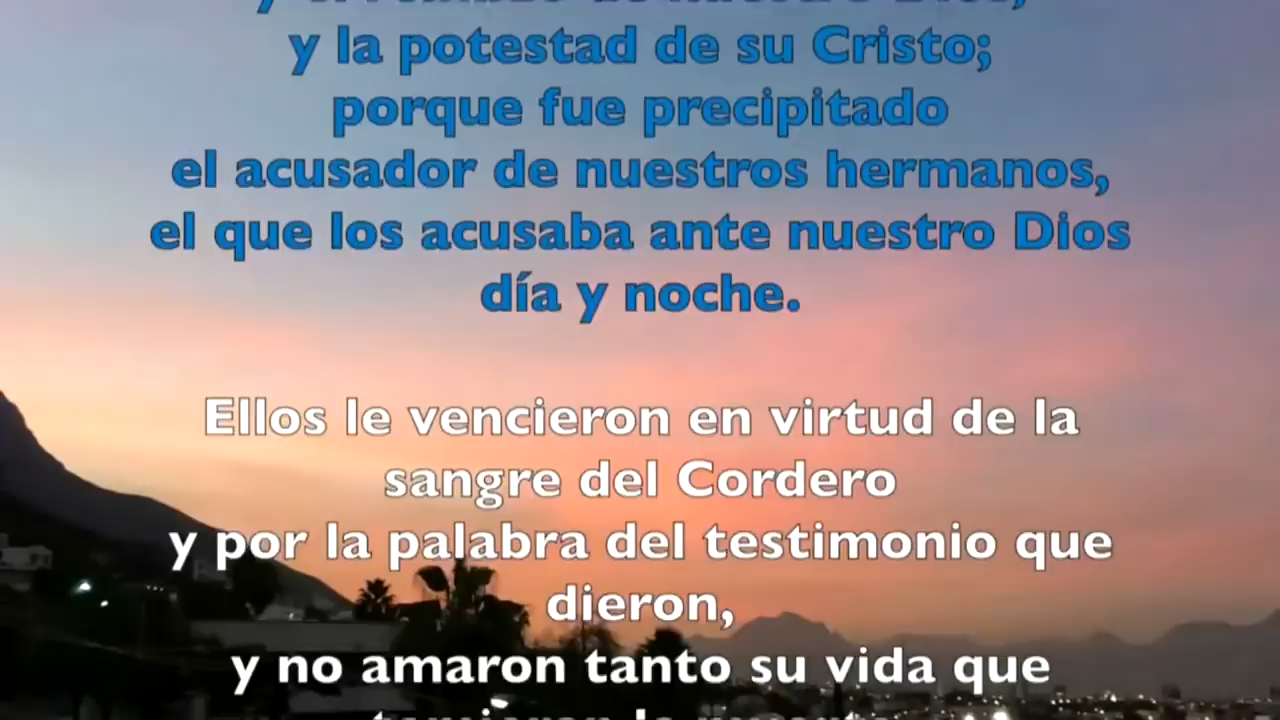 y la potestad de su Cristo;
porque fue precipitado
el acusador de nuestros hermanos,
el que los acusaba ante nuestro Dios
día y noche.
Ellos le vencieron en virtud de la
sangre del Cordero
y por la palabra del testimonio que
dieron,
y no amaron tanto su vida que